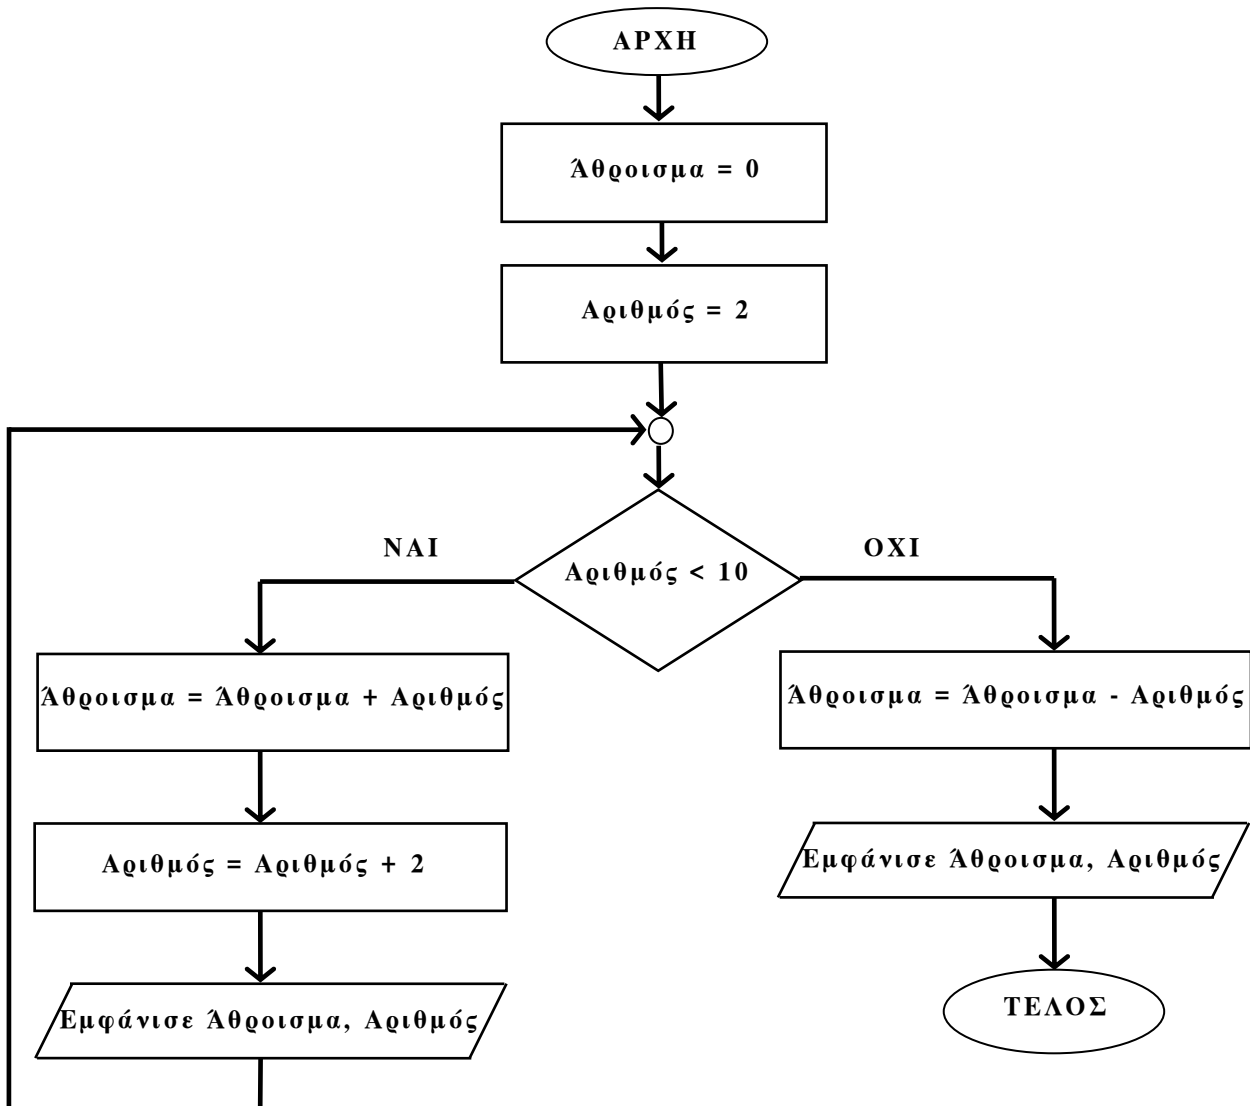 ΑΡΧΗ
Άθροισμα = 0
Αριθμός = 2
ΝΑΙ
ΟΧΙ
Αριθμός < 10
Άθροισμα = Άθροισμα + Αριθμός
Άθροισμα = Άθροισμα - Αριθμός
Αριθμός = Αριθμός + 2
Εμφάνισε Άθροισμα, Αριθμός
Εμφάνισε Άθροισμα, Αριθμός
ΤΕΛΟΣ